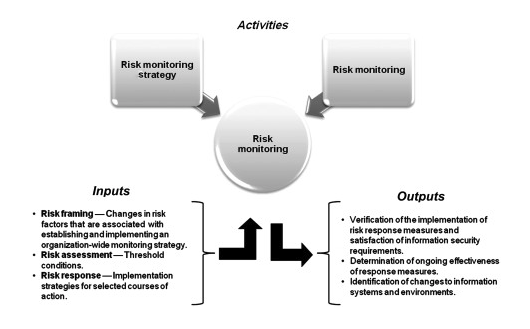 Activities
Risk monitoring
strategy
Risk monitoring
Risk
monitoring
Inputs
• Risk framing — Changes in risk
factors that are associated with
establishing and implementing an
organization-wide monitoring strategy.
• Risk assessment — Threshold
conditions.
• Risk response — Implementation
strategies for selected courses of
action.
Outputs
• Verification of the implementation of
risk response measures and
satisfaction of information security
requirements.
• Determination of ongoing effectiveness
of response measures.
• Identification of changes to information
systems and environments.